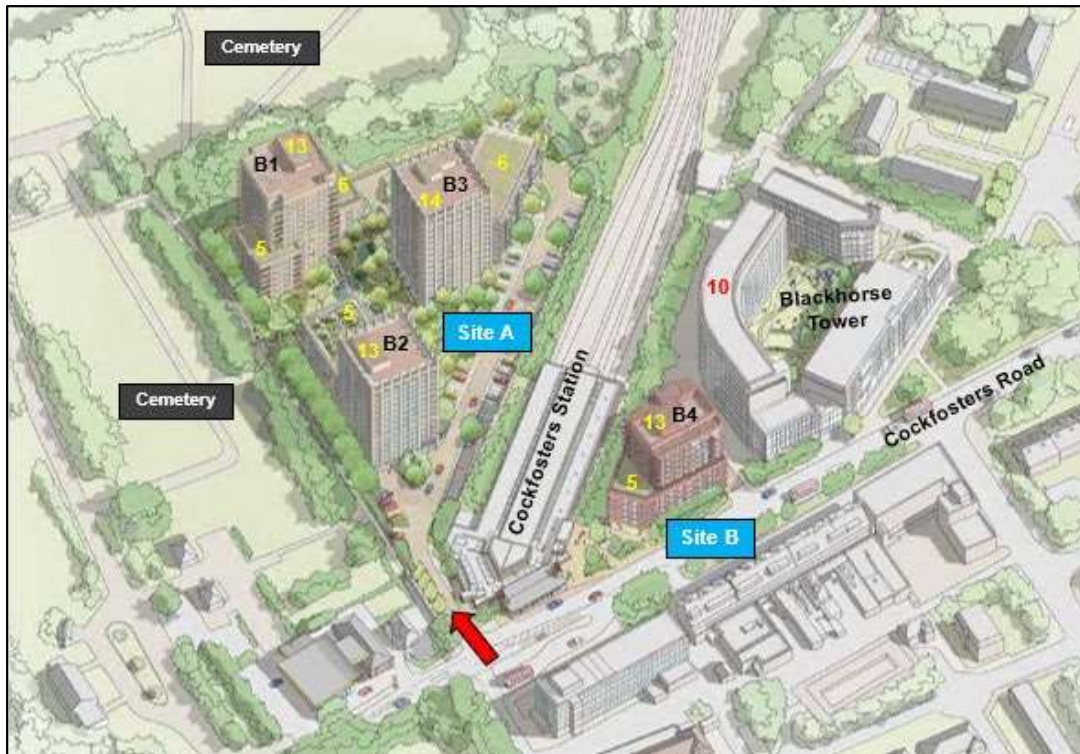 Cemetery
B1
13
6
B3
14
6
5
5
B2
13
Site A
Cemetery
10
Blackhorse
Tower
Cockfosters Station
Cockfosters Road
B4
13
5
Site B